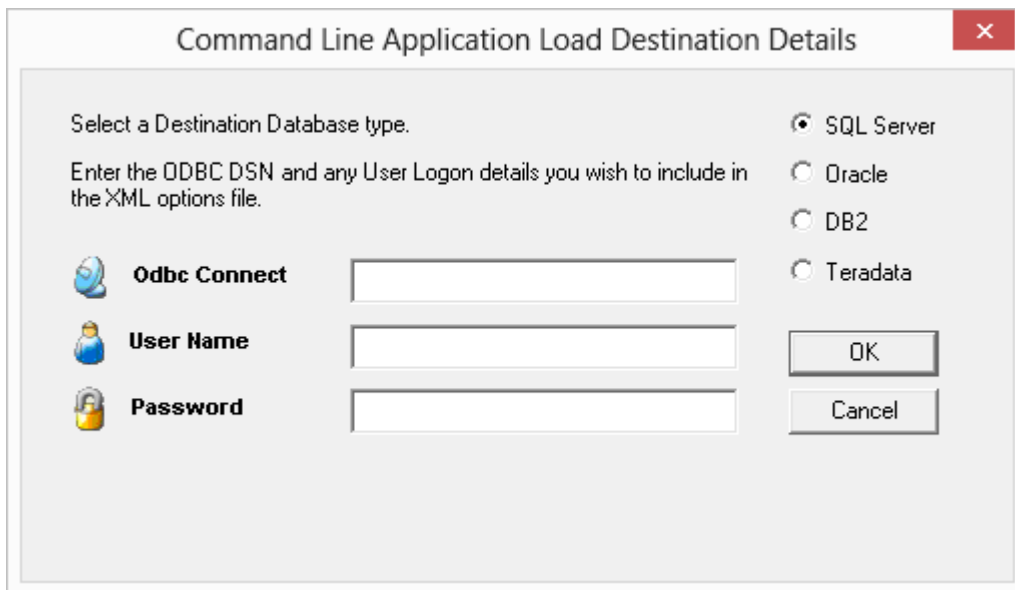 Command Line Application Load Destination Details
Select a Destination Database type.
Enter the ODBC DSN and any User Logon details you wish to include in
the XML options file.
SQL Server
Oracle
DB2
Teradata
Odbc Connect
User Name
Password
OK
Cancel